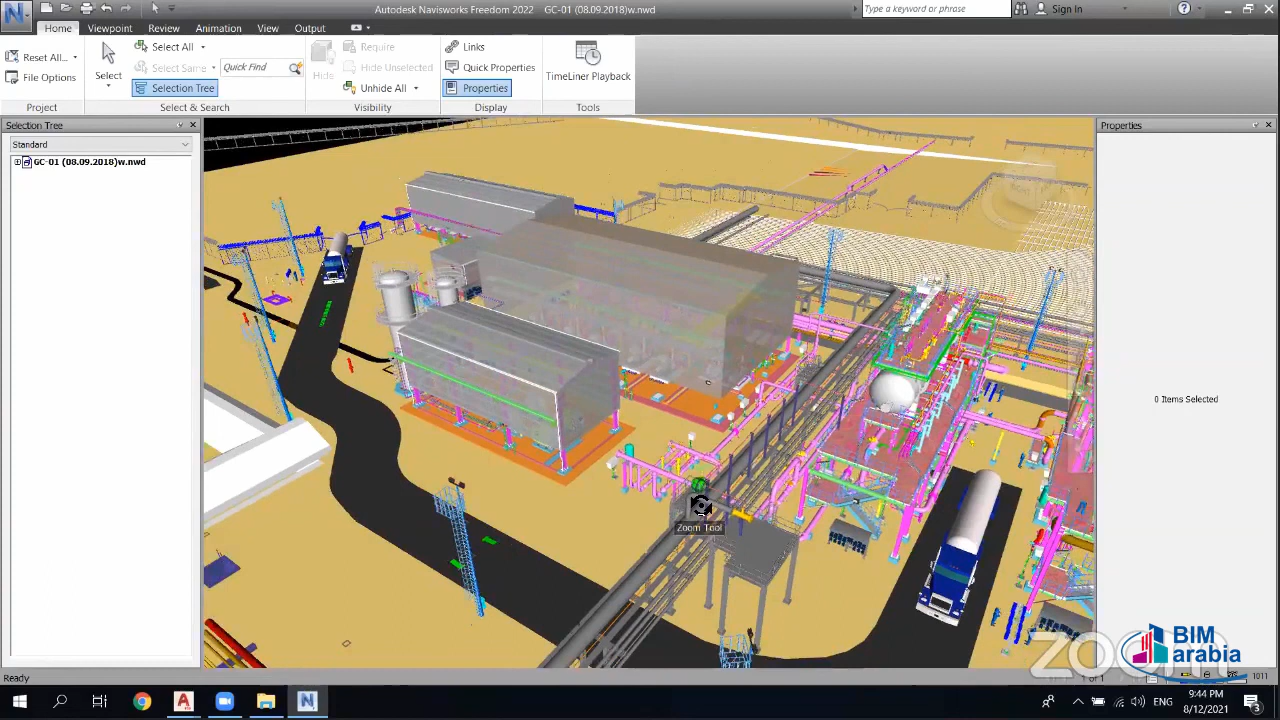 Autodesk Navisworks Freedom 2022 GC-01 (08.09.2018)w.nwd
Type a keyword or phrase
Sign In
Home Viewpoint Review Animation View Output
Reset All...
File Options
Project
Select
Select All
Select Same
Quick Find
Selection Tree
Select & Search
Hide
Require
Hide Unselected
Unhide All
Visibility
Links
Quick Properties
Properties
Display
TimeLiner Playback
Tools
Selection Tree
Standard
GC-01 (08.09.2018)w.nwd
Properties
0 Items Selected
Zoom Tool
zoom
BIM
arabia
Ready
1011
ENG
9:44 PM
8/12/2021
3